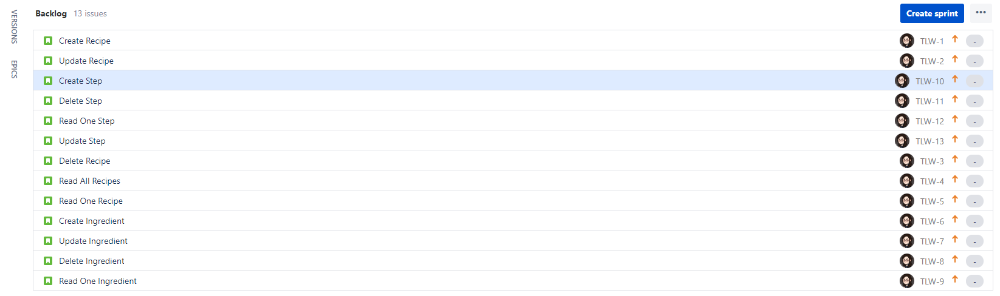 VERSIONS
EPICS
Backlog 13 issues
Create sprint •••
Create Recipe TLW-1 -
Update Recipe TLW-2 -
Create Step TLW-10 -
Delete Step TLW-11 -
Read One Step TLW-12 -
Update Step TLW-13 -
Delete Recipe TLW-3 -
Read All Recipes TLW-4 -
Read One Recipe TLW-5 -
Create Ingredient TLW-6 -
Update Ingredient TLW-7 -
Delete Ingredient TLW-8 -
Read One Ingredient TLW-9 -